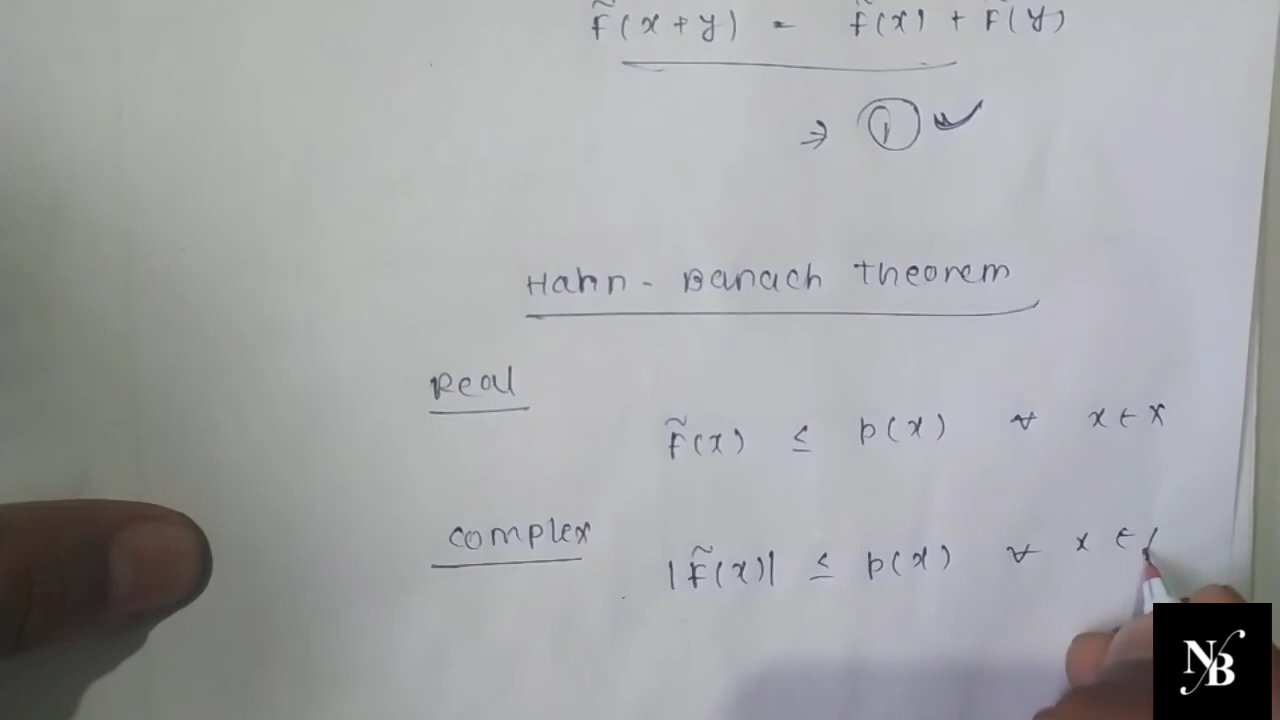 f̃(x+y) = f̃(x) + f̃(y)
⇒ ①
Hahn - Banach Theorem
Real
f̃(x) ≤ p(x) ∀ x ∈ X
Complex
|f̃(x)| ≤ p(x) ∀ x ∈
NB